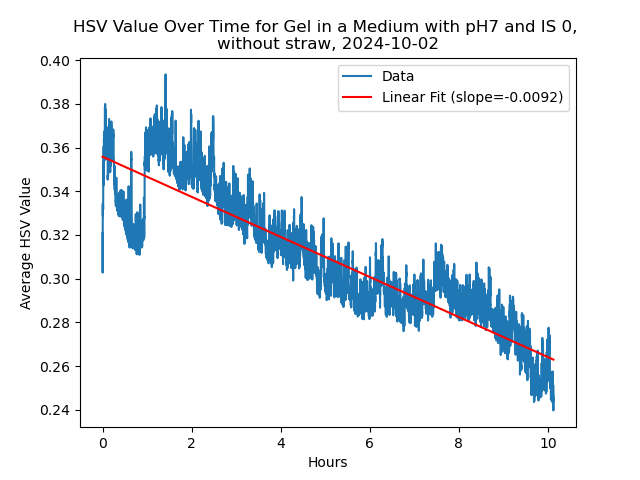 HSV Value Over Time for Gel in a Medium with pH7 and IS 0,
without straw, 2024-10-02
Data
Linear Fit (slope=-0.0092)
Average HSV Value
0.40
0.38
0.36
0.34
0.32
0.30
0.28
0.26
0.24
0 2 4 6 8 10
Hours